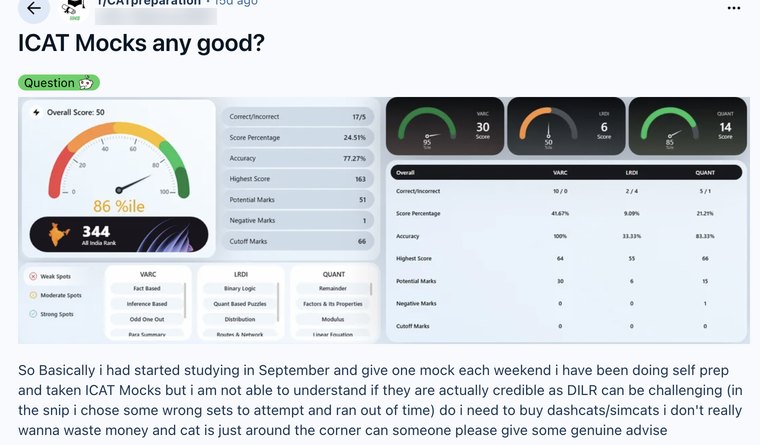 r/CATpreparation • 15d ago
ICAT Mocks any good?
Question
Overall Score: 50
0 20 40 60 80 100
86 %ile
344
All India Rank
Correct/Incorrect 17/5
Score Percentage 24.51%
Accuracy 77.27%
Highest Score 163
Potential Marks 51
Negative Marks 1
Cutoff Marks 66
Weak Spots
Moderate Spots
Strong Spots
VARC
Fact Based
Inference Based
Odd One Out
Para Summary
LRDI
Binary Logic
Quant Based Puzzles
Distribution
Routes & Network
QUANT
Remainder
Factors & Its Properties
Modulus
Linear Equation
VARC
30
Score
95
%ile
LRDI
6
Score
50
%ile
QUANT
14
Score
85
%ile
Overall VARC LRDI QUANT
Correct/Incorrect 10 / 0 2 / 4 5 / 1
Score Percentage 41.67% 9.09% 21.21%
Accuracy 100% 33.33% 83.33%
Highest Score 64 55 66
Potential Marks 30 6 15
Negative Marks 0 0 1
Cutoff Marks 0 0 0
So Basically i had started studying in September and give one mock each weekend i have been doing self prep
and taken ICAT Mocks but i am not able to understand if they are actually credible as DILR can be challenging (in
the snip i chose some wrong sets to attempt and ran out of time) do i need to buy dashcats/simcats i don't really
wanna waste money and cat is just around the corner can someone please give some genuine advise